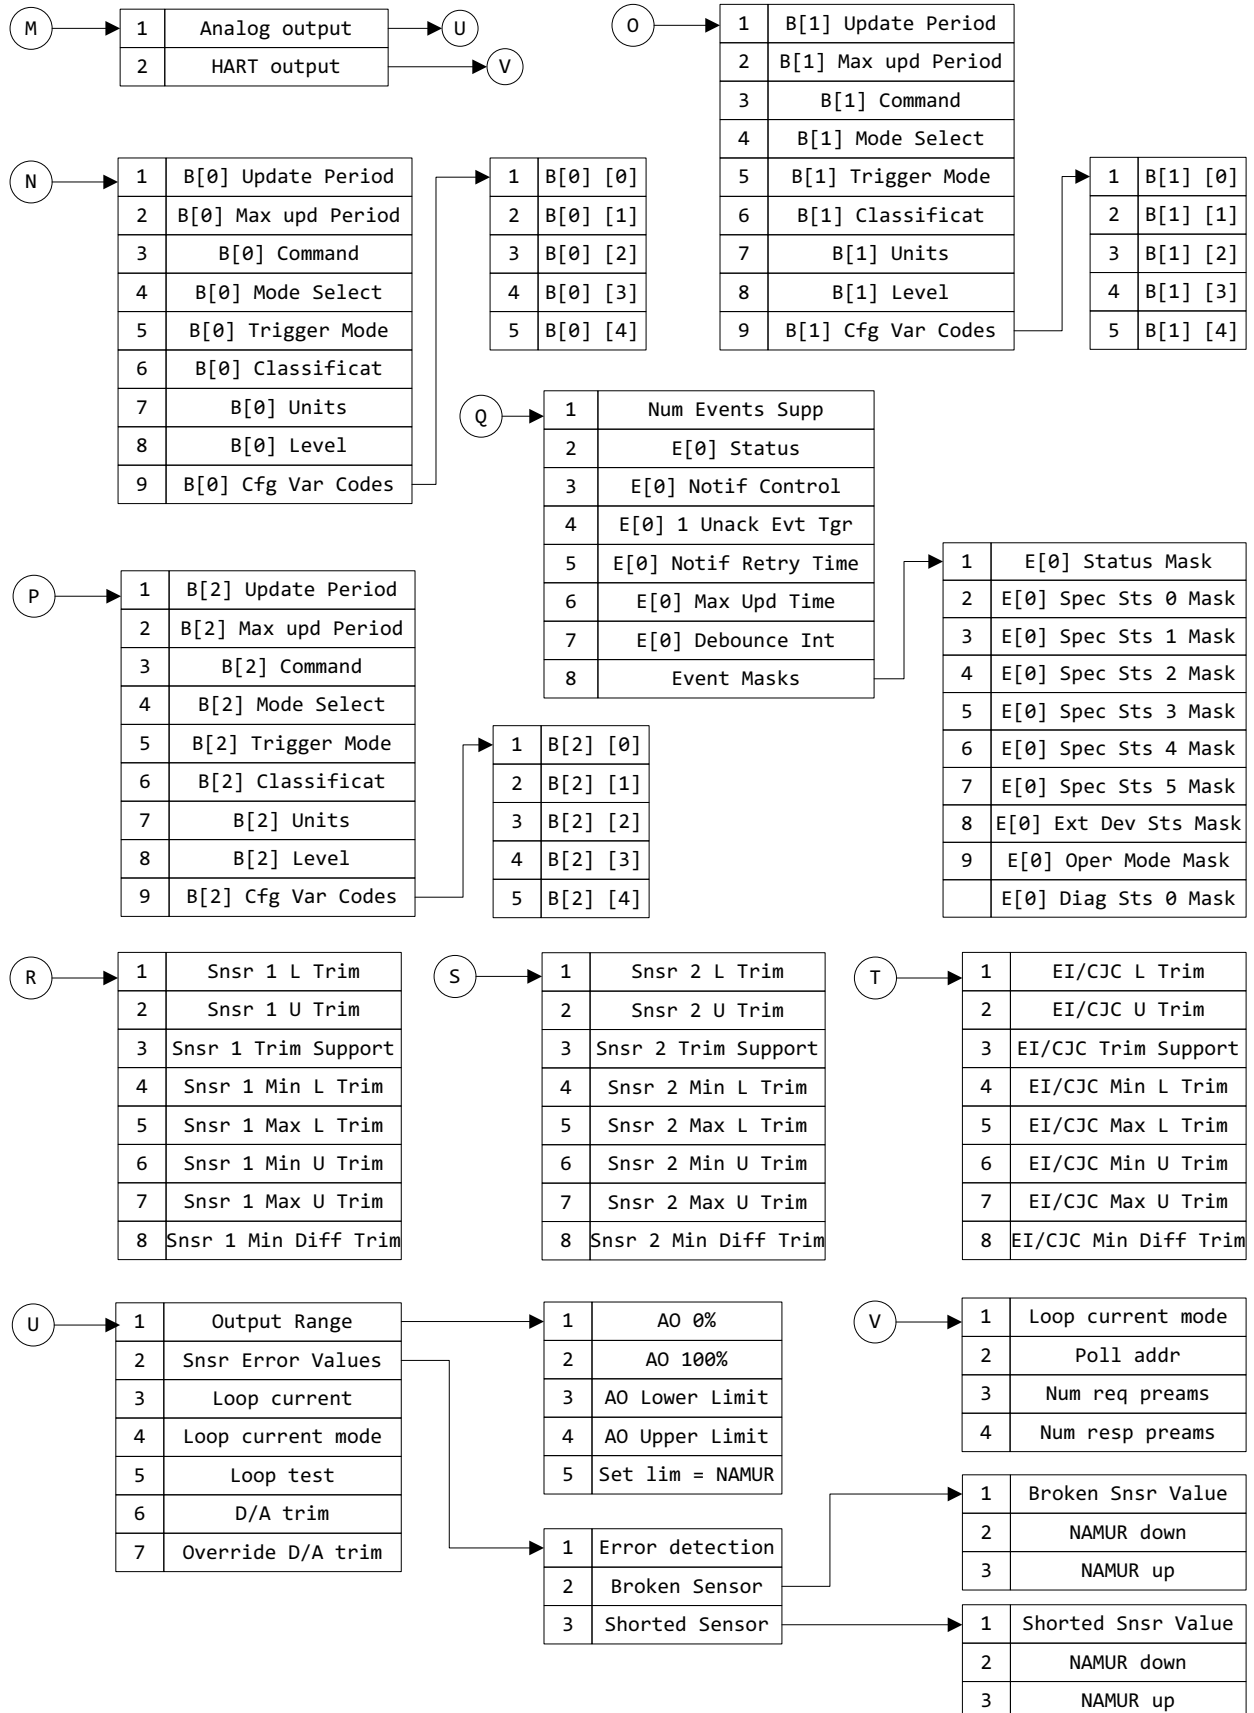 M
1 Analog output
2 HART output
U
V
O
1 B[1] Update Period
2 B[1] Max upd Period
3 B[1] Command
4 B[1] Mode Select
5 B[1] Trigger Mode
6 B[1] Classificat
7 B[1] Units
8 B[1] Level
9 B[1] Cfg Var Codes
1 B[1] [0]
2 B[1] [1]
3 B[1] [2]
4 B[1] [3]
5 B[1] [4]
N
1 B[0] Update Period
2 B[0] Max upd Period
3 B[0] Command
4 B[0] Mode Select
5 B[0] Trigger Mode
6 B[0] Classificat
7 B[0] Units
8 B[0] Level
9 B[0] Cfg Var Codes
1 B[0] [0]
2 B[0] [1]
3 B[0] [2]
4 B[0] [3]
5 B[0] [4]
Q
1 Num Events Supp
2 E[0] Status
3 E[0] Notif Control
4 E[0] 1 Unack Evt Tgr
5 E[0] Notif Retry Time
6 E[0] Max Upd Time
7 E[0] Debounce Int
8 Event Masks
1 E[0] Status Mask
2 E[0] Spec Sts 0 Mask
3 E[0] Spec Sts 1 Mask
4 E[0] Spec Sts 2 Mask
5 E[0] Spec Sts 3 Mask
6 E[0] Spec Sts 4 Mask
7 E[0] Spec Sts 5 Mask
8 E[0] Ext Dev Sts Mask
9 E[0] Oper Mode Mask
E[0] Diag Sts 0 Mask
P
1 B[2] Update Period
2 B[2] Max upd Period
3 B[2] Command
4 B[2] Mode Select
5 B[2] Trigger Mode
6 B[2] Classificat
7 B[2] Units
8 B[2] Level
9 B[2] Cfg Var Codes
1 B[2] [0]
2 B[2] [1]
3 B[2] [2]
4 B[2] [3]
5 B[2] [4]
R
1 Snsr 1 L Trim
2 Snsr 1 U Trim
3 Snsr 1 Trim Support
4 Snsr 1 Min L Trim
5 Snsr 1 Max L Trim
6 Snsr 1 Min U Trim
7 Snsr 1 Max U Trim
8 Snsr 1 Min Diff Trim
S
1 Snsr 2 L Trim
2 Snsr 2 U Trim
3 Snsr 2 Trim Support
4 Snsr 2 Min L Trim
5 Snsr 2 Max L Trim
6 Snsr 2 Min U Trim
7 Snsr 2 Max U Trim
8 Snsr 2 Min Diff Trim
T
1 EI/CJC L Trim
2 EI/CJC U Trim
3 EI/CJC Trim Support
4 EI/CJC Min L Trim
5 EI/CJC Max L Trim
6 EI/CJC Min U Trim
7 EI/CJC Max U Trim
8 EI/CJC Min Diff Trim
U
1 Output Range
2 Snsr Error Values
3 Loop current
4 Loop current mode
5 Loop test
6 D/A trim
7 Override D/A trim
1 AO 0%
2 AO 100%
3 AO Lower Limit
4 AO Upper Limit
5 Set lim = NAMUR
1 Error detection
2 Broken Sensor
3 Shorted Sensor
V
1 Loop current mode
2 Poll addr
3 Num req preams
4 Num resp preams
1 Broken Snsr Value
2 NAMUR down
3 NAMUR up
1 Shorted Snsr Value
2 NAMUR down
3 NAMUR up